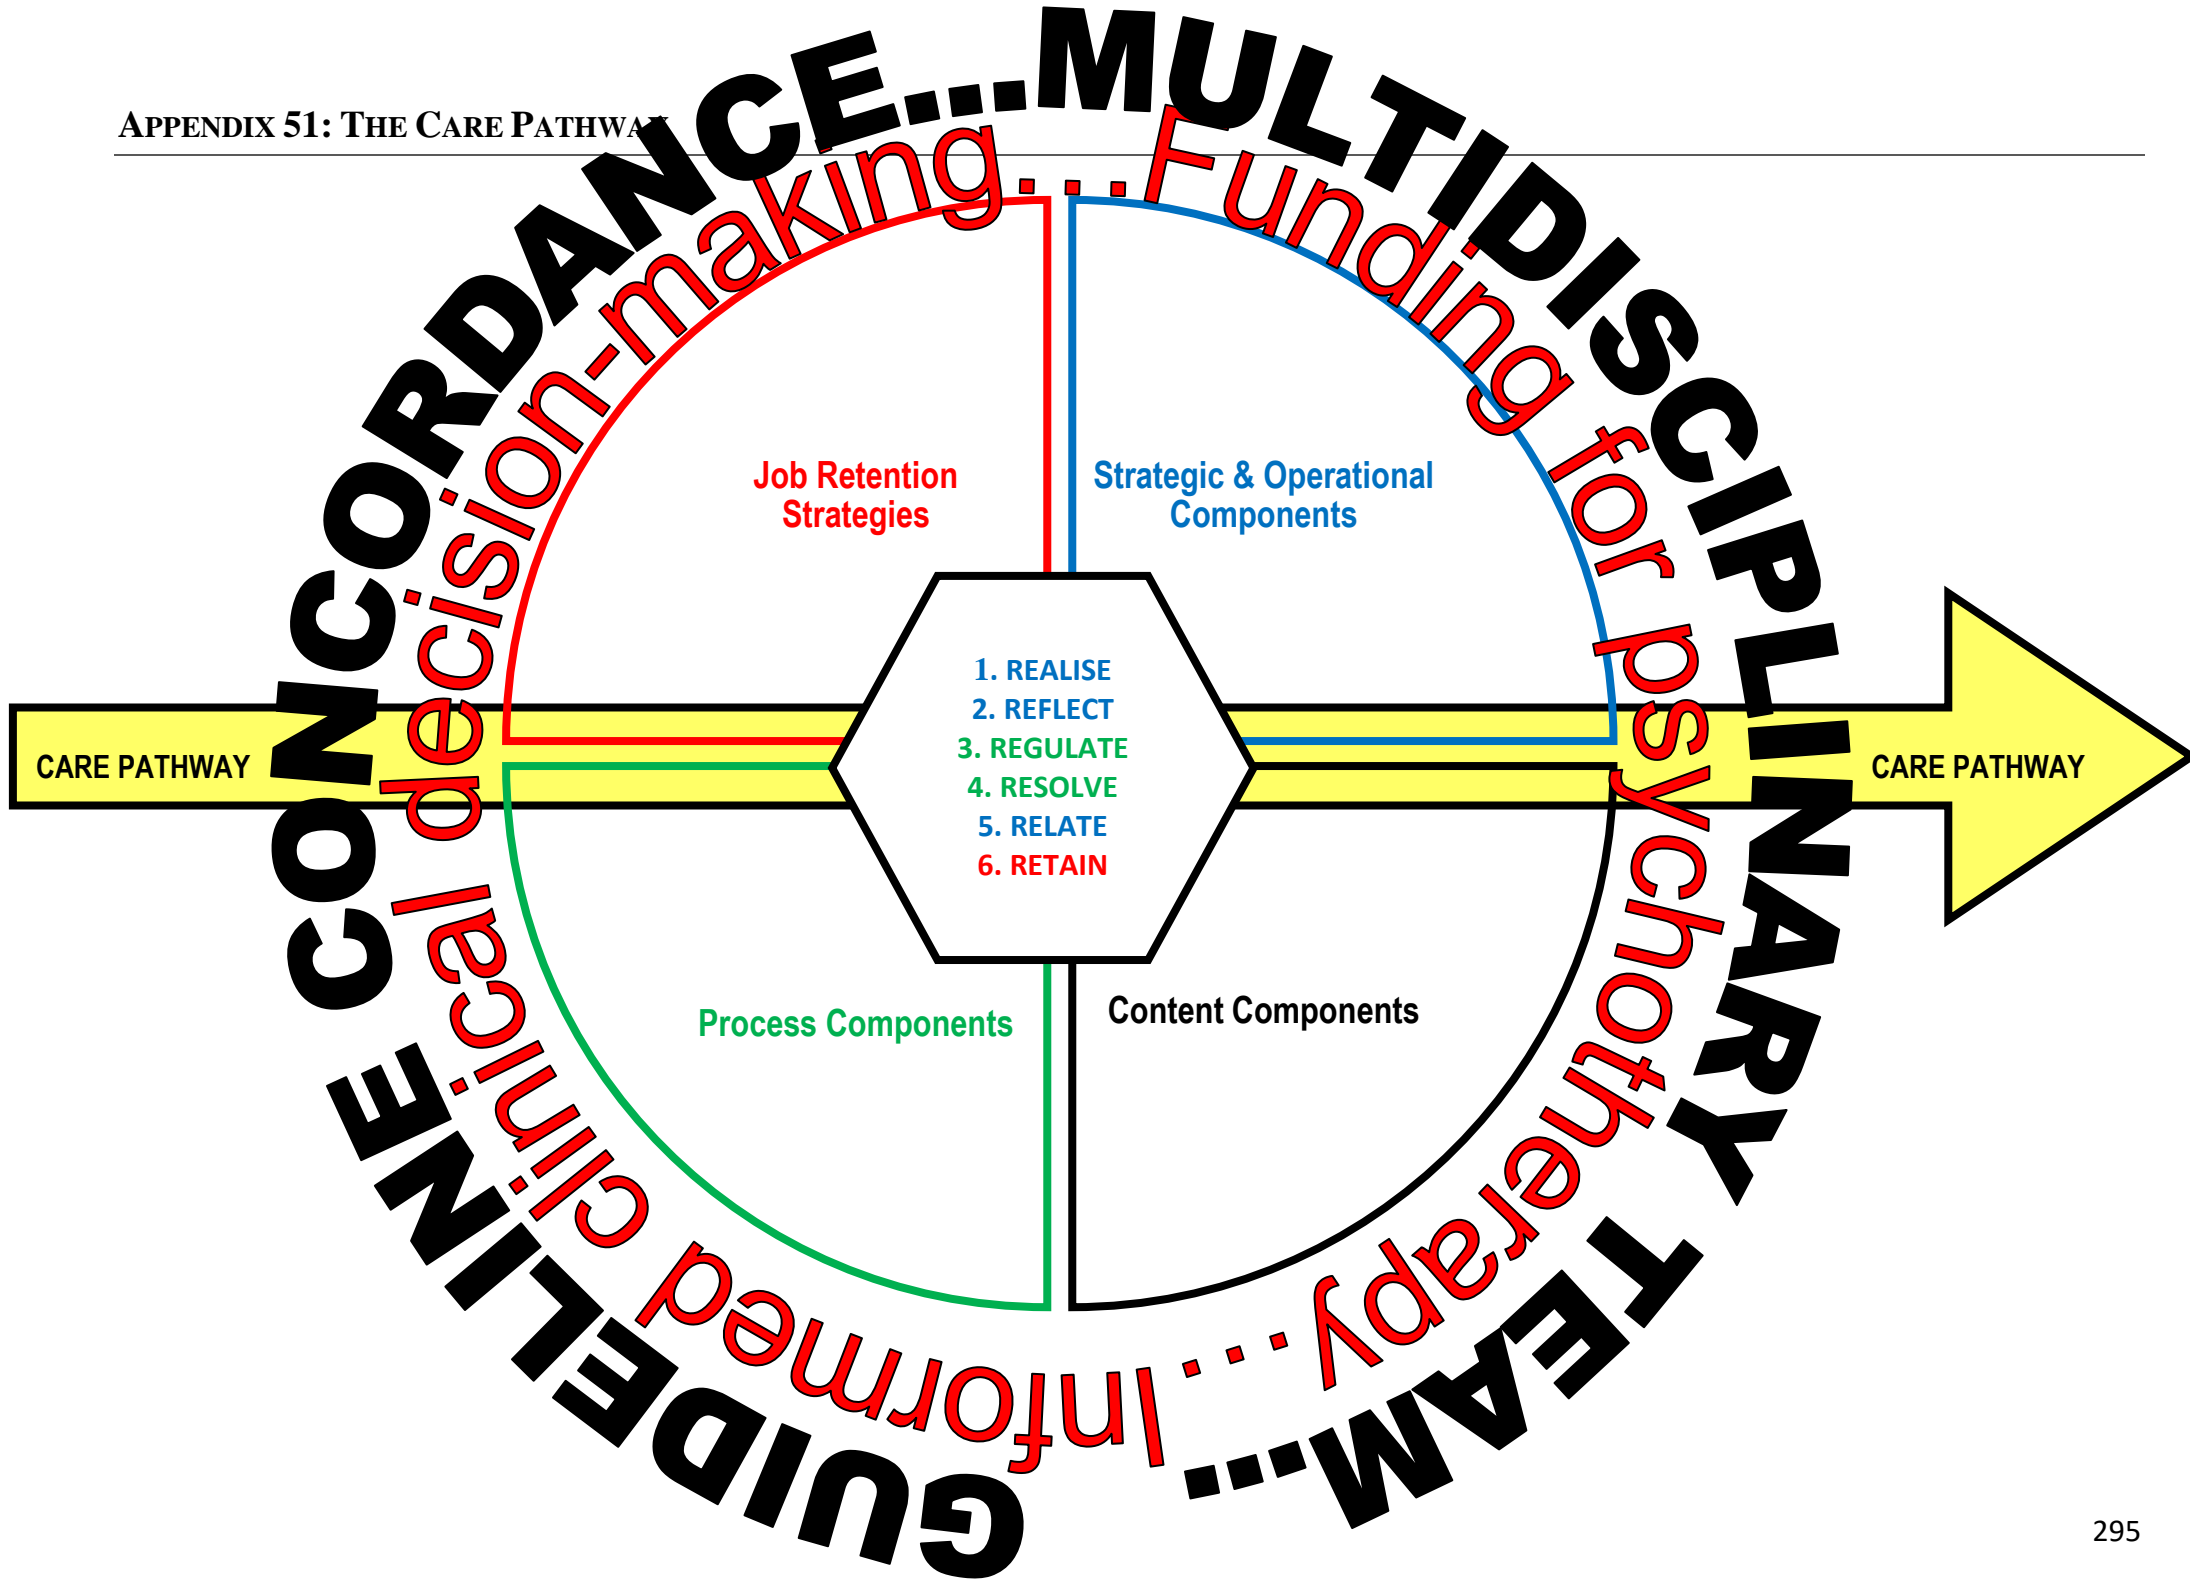 APPENDIX 51: THE CARE PATHWAY
GUIDELINE CONCORDANCE...MULTIDISCIPLINARY TEAM...
Informed clinical decision-making...Funding for psychotherapy...
Job Retention
Strategies
Strategic & Operational
Components
CARE PATHWAY
1. REALISE
2. REFLECT
3. REGULATE
4. RESOLVE
5. RELATE
6. RETAIN
CARE PATHWAY
Process Components
Content Components
295